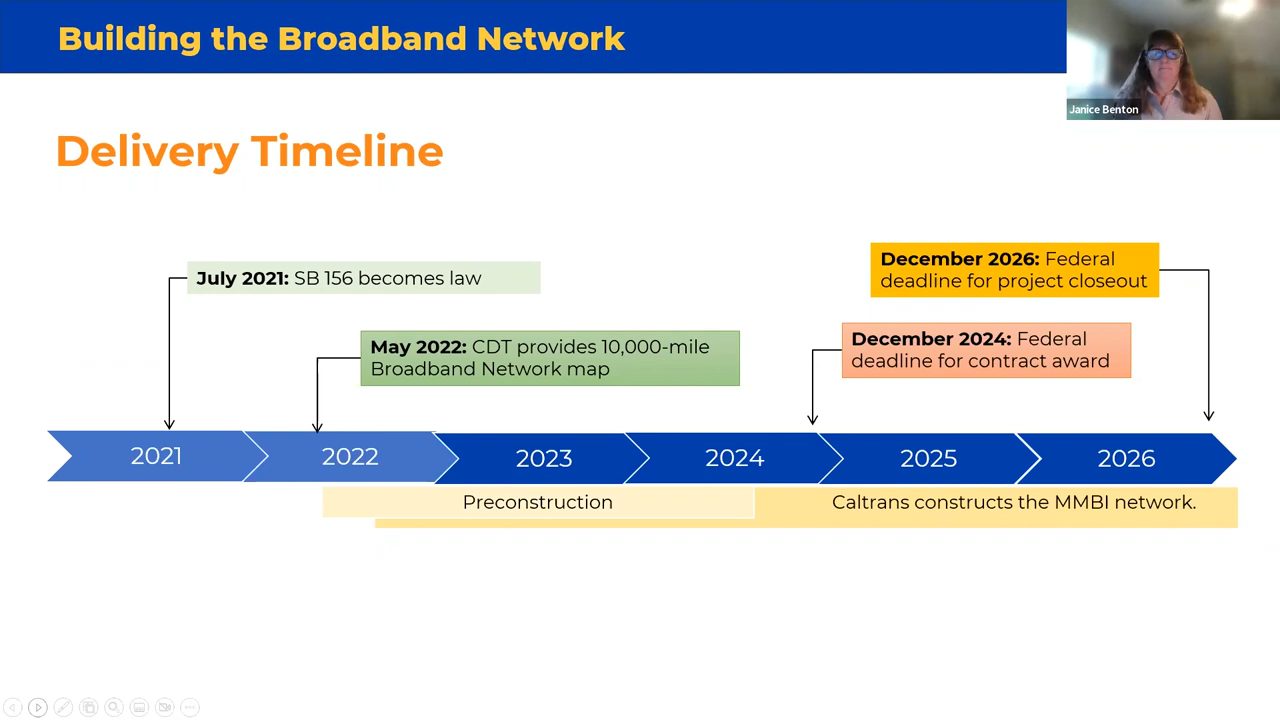 Building the Broadband Network
Janice Benton
Delivery Timeline
July 2021: SB 156 becomes law
May 2022: CDT provides 10,000-mile
Broadband Network map
December 2026: Federal
deadline for project closeout
December 2024: Federal
deadline for contract award
2021
2022
2023
2024
2025
2026
Preconstruction
Caltrans constructs the MMBI network.